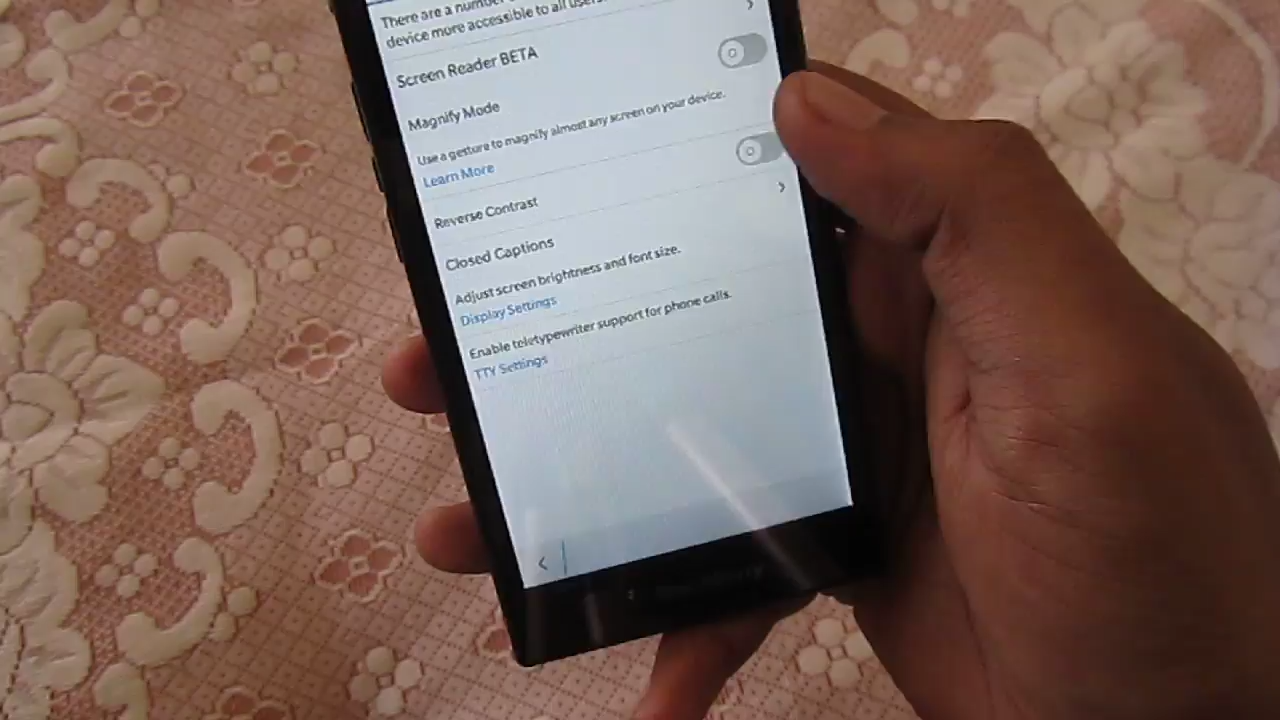 There are a number
device more accessible to all users.
Screen Reader BETA
Magnify Mode
Use a gesture to magnify almost any screen on your device.
Learn More
Reverse Contrast
Closed Captions
Adjust screen brightness and font size.
Display Settings
Enable teletypewriter support for phone calls.
TTY Settings